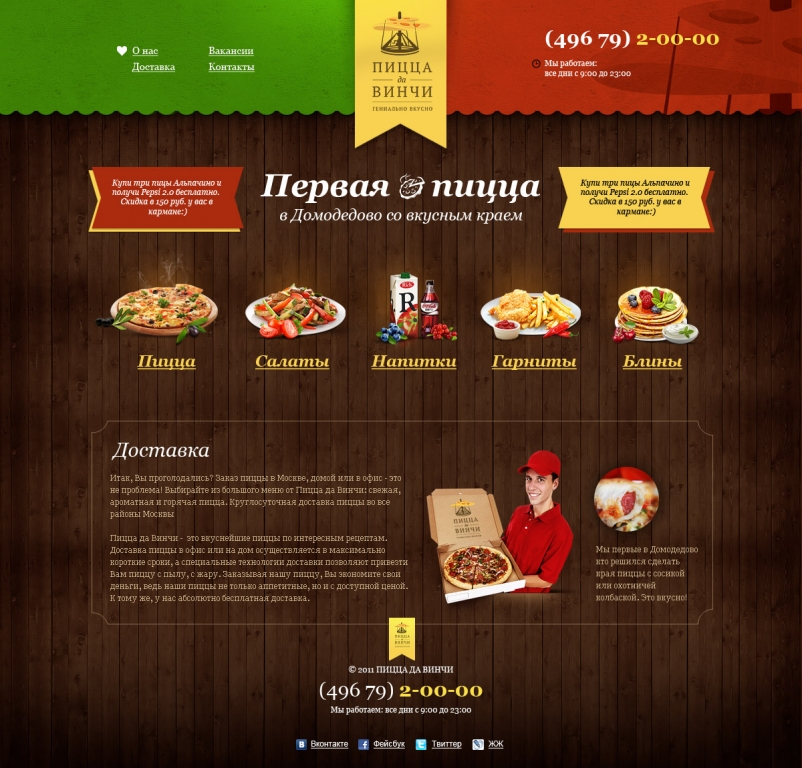 О нас
Вакансии
Доставка
Контакты
ПИЦЦА
да
ВИНЧИ
ГЕНИАЛЬНО ВКУСНО
(496 79) 2-00-00
Мы работаем:
все дни с 9:00 до 23:00
Купи три пицы Альпачино и
получи Pepsi 2.0 бесплатно.
Скидка в 150 руб. у вас в
кармане:)
Первая пицца
в Домодедово со вкусным краем
Купи три пицы Альпачино и
получи Pepsi 2.0 бесплатно.
Скидка в 150 руб. у вас в
кармане:)
Пицца
Салаты
Напитки
Гарниты
Блины
Доставка
Итак, Вы проголодались? Заказ пиццы в Москве, домой или в офис - это
не проблема! Выбирайте из большого меню от Пицца да Винчи: свежая,
ароматная и горячая пицца. Круглосуточная доставка пиццы во все
районы Москвы
Пицца да Винчи - это вкуснейшие пиццы по интересным рецептам.
Доставка пиццы в офис или на дом осуществляется в максимально
короткие сроки, а специальные технологии доставки позволяют привезти
Вам пиццу с пылу, с жару. Заказывая нашу пиццу, Вы экономите свои
деньги, ведь наши пиццы не только аппетитные, но и с доступной ценой.
К тому же, у нас абсолютно бесплатная доставка.
ПИЦЦА
ВИНЧИ
Мы первые в Домодедово
кто решился сделать
края пиццы с сосикой
или охотничей
колбаской. Это вкусно!
ПИЦЦА
ВИНЧИ
© 2011 ПИЦЦА ДА ВИНЧИ
(496 79) 2-00-00
Мы работаем: все дни с 9:00 до 23:00
Вконтакте
Фейсбук
Твиттер
ЖЖ